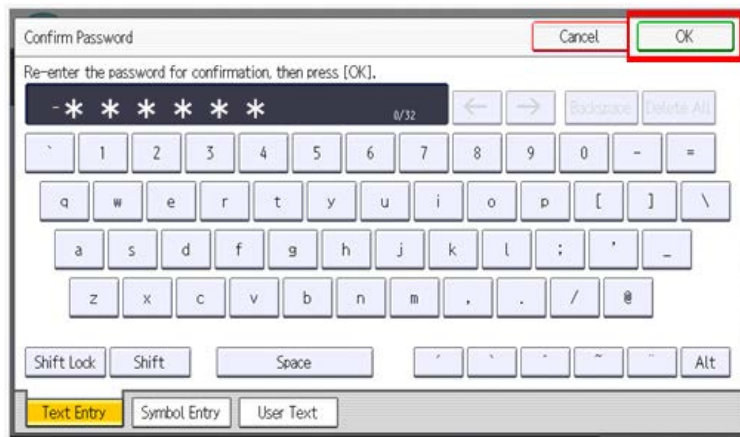 Confirm Password Cancel OK
Re-enter the password for confirmation, then press [OK].
-* * * * * * 0/32 ← → Backspace Delete All
` 1 2 3 4 5 6 7 8 9 0 - =
q w e r t y u i o p [ ] \
a s d f g h j k l ; ' _
z x c v b n m , . / @
Shift Lock Shift Space ´ ` ^ ~ ¨ Alt
Text Entry Symbol Entry User Text